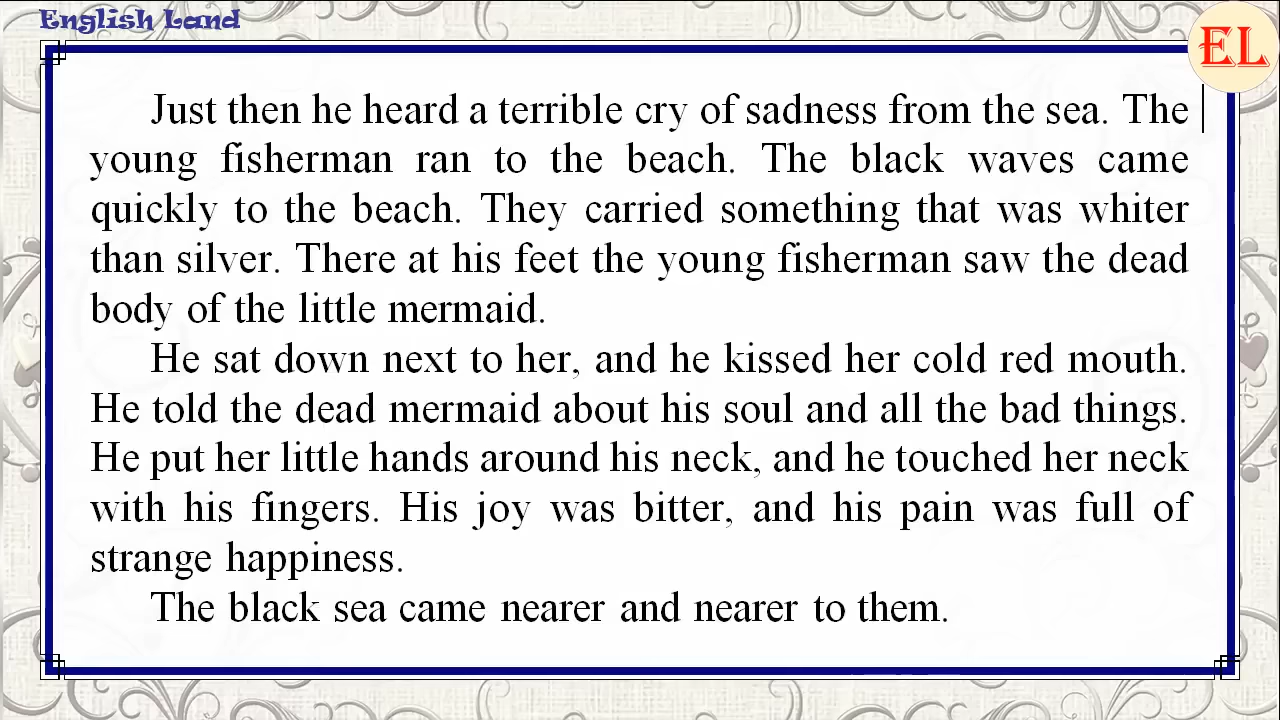 English Land
EL
Just then he heard a terrible cry of sadness from the sea. The
young fisherman ran to the beach. The black waves came
quickly to the beach. They carried something that was whiter
than silver. There at his feet the young fisherman saw the dead
body of the little mermaid.
He sat down next to her, and he kissed her cold red mouth.
He told the dead mermaid about his soul and all the bad things.
He put her little hands around his neck, and he touched her neck
with his fingers. His joy was bitter, and his pain was full of
strange happiness.
The black sea came nearer and nearer to them.